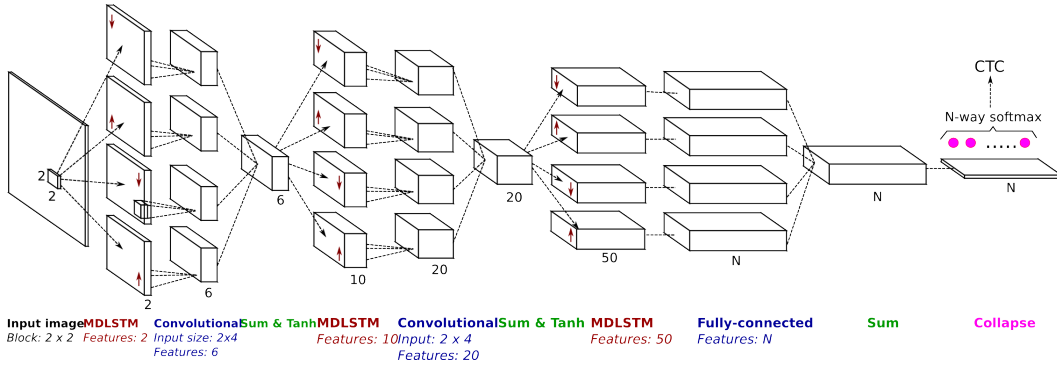 CTC
N-way softmax
.....
2
2
2
6
6
10
20
20
50
N
N
N
Input image
Block: 2 x 2
MDLSTM
Features: 2
Convolutional
Input size: 2x4
Features: 6
Sum & Tanh
MDLSTM
Features: 10
Convolutional
Input: 2 x 4
Features: 20
Sum & Tanh
MDLSTM
Features: 50
Fully-connected
Features: N
Sum
Collapse